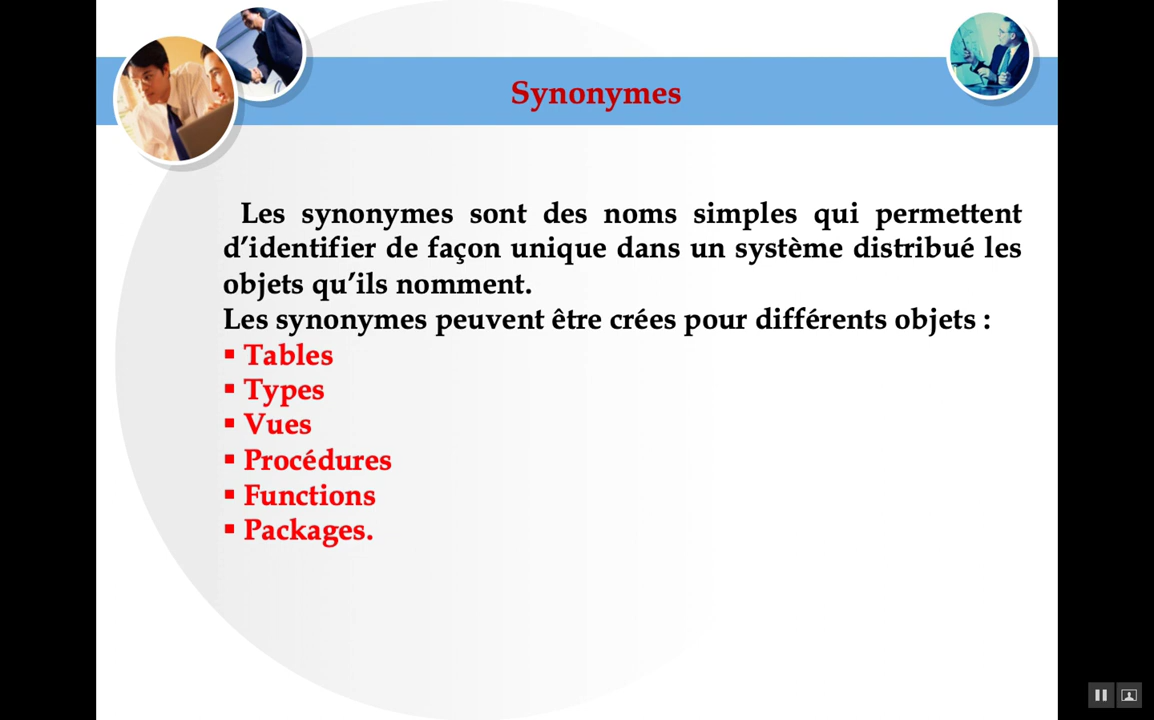 Synonymes
Les synonymes sont des noms simples qui permettent
d’identifier de façon unique dans un système distribué les
objets qu’ils nomment.
Les synonymes peuvent être crées pour différents objets :
▪ Tables
▪ Types
▪ Vues
▪ Procédures
▪ Functions
▪ Packages.